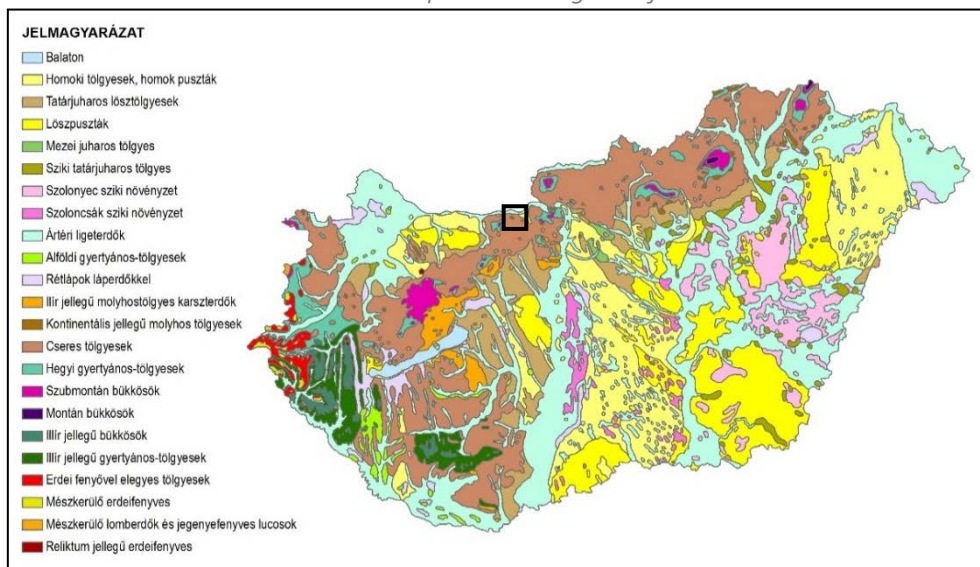 JELMAGYARÁZAT
Balaton
Homoki tölgyesek, homok puszták
Tatárjuharos lösztölgyesek
Löszpuszták
Mezei juharos tölgyes
Sziki tatárjuharos tölgyes
Szolonyec sziki növényzet
Szoloncsák sziki növényzet
Ártéri ligeterdők
Alföldi gyertyános-tölgyesek
Rétlápok láperdőkkel
Ilir jellegű molyhostölgyes karszterdők
Kontinentális jellegű molyhos tölgyesek
Cseres tölgyesek
Hegyi gyertyános-tölgyesek
Szubmontán bükkösök
Montán bükkösök
Illír jellegű bükkösök
Illír jellegű gyertyános-tölgyesek
Erdei fenyővel elegyes tölgyesek
Mészkerülő erdeifenyves
Mészkerülő lomberdők és jegenyefenyves lucosok
Reliktum jellegű erdeifenyves